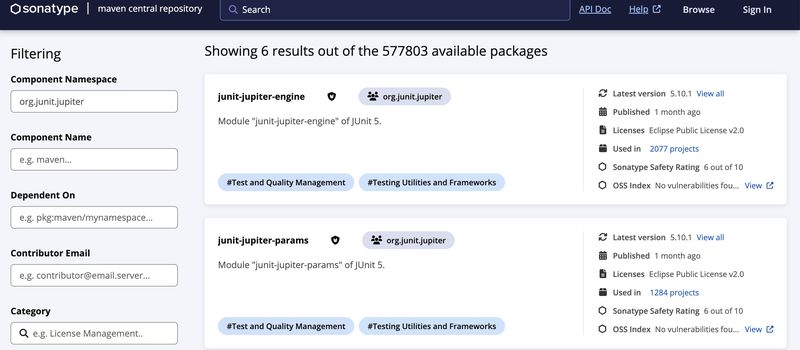 sonatype | maven central repository
Search
API Doc
Help
Browse
Sign In
Filtering
Component Namespace
org.junit.jupiter
Component Name
e.g. maven...
Dependent On
e.g. pkg:maven/mynamespace...
Contributor Email
e.g. contributor@email.server...
Category
e.g. License Management..
Showing 6 results out of the 577803 available packages
junit-jupiter-engine
org.junit.jupiter
Module "junit-jupiter-engine" of JUnit 5.
#Test and Quality Management
#Testing Utilities and Frameworks
Latest version 5.10.1 View all
Published 1 month ago
Licenses Eclipse Public License v2.0
Used in 2077 projects
Sonatype Safety Rating 6 out of 10
OSS Index No vulnerabilities fou... View
junit-jupiter-params
org.junit.jupiter
Module "junit-jupiter-params" of JUnit 5.
#Test and Quality Management
#Testing Utilities and Frameworks
Latest version 5.10.1 View all
Published 1 month ago
Licenses Eclipse Public License v2.0
Used in 1284 projects
Sonatype Safety Rating 6 out of 10
OSS Index No vulnerabilities fou... View